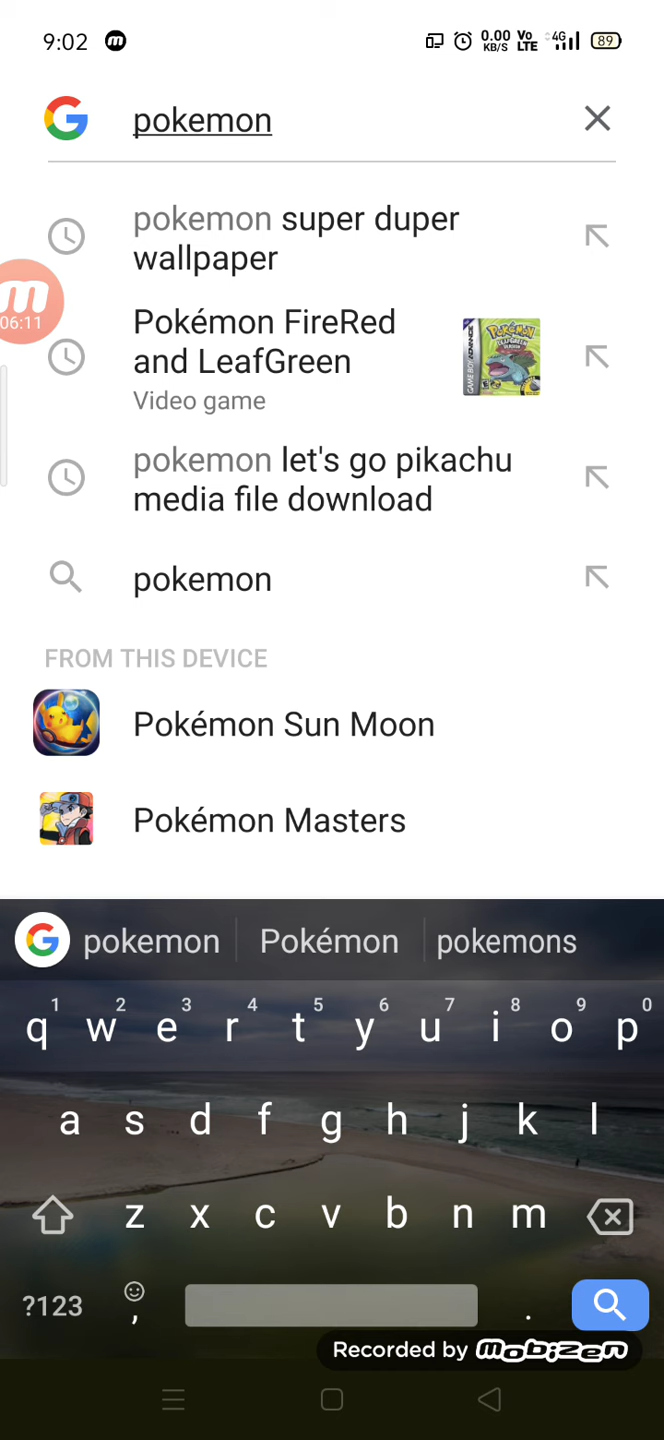 9:02
0.00
KB/S
Vo
LTE
4G
89
pokemon
pokemon super duper
wallpaper
06:11
Pokémon FireRed
and LeafGreen
Video game
pokemon let's go pikachu
media file download
pokemon
FROM THIS DEVICE
Pokémon Sun Moon
Pokémon Masters
pokemon Pokémon pokemons
1 2 3 4 5 6 7 8 9 0
q w e r t y u i o p
a s d f g h j k l
z x c v b n m
?123 , .
Recorded by mobizen